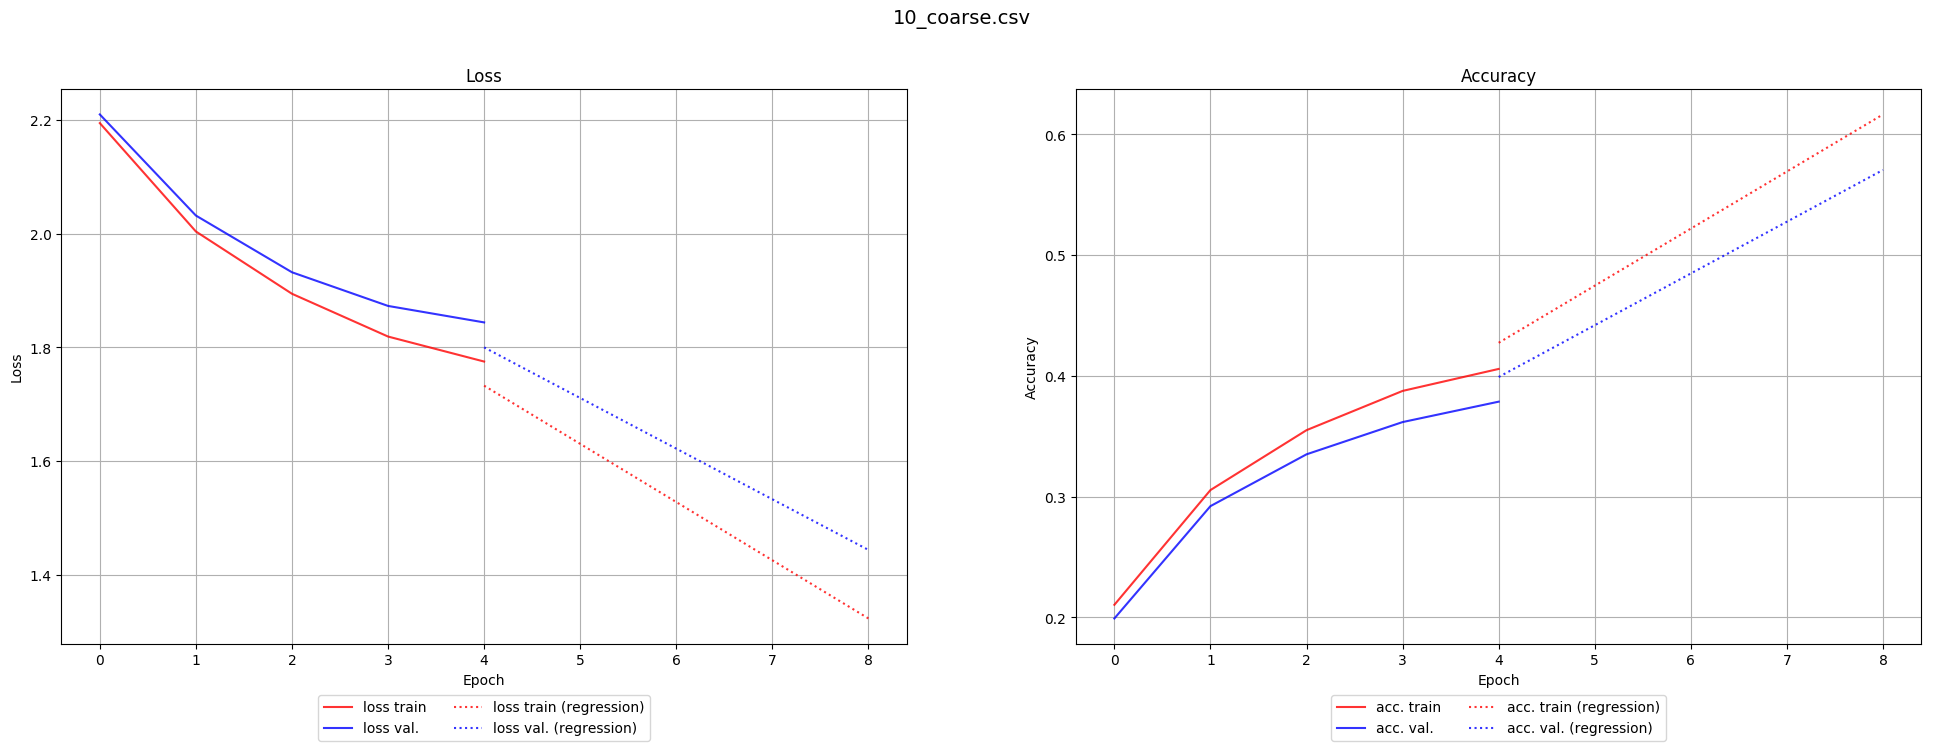 10_coarse.csv
Loss
Loss
2.2
2.0
1.8
1.6
1.4
0 1 2 3 4 5 6 7 8
Epoch
loss train
loss val.
loss train (regression)
loss val. (regression)
Accuracy
Accuracy
0.6
0.5
0.4
0.3
0.2
0 1 2 3 4 5 6 7 8
Epoch
acc. train
acc. val.
acc. train (regression)
acc. val. (regression)